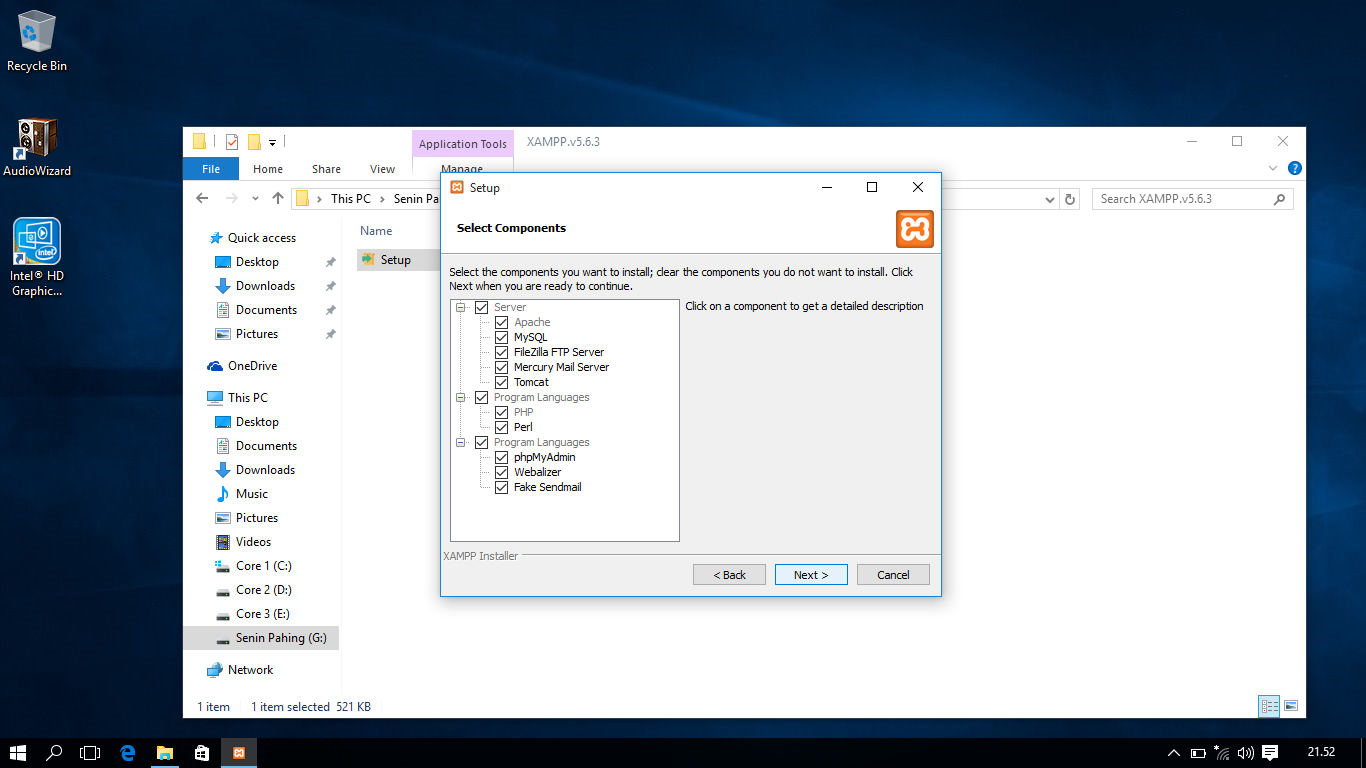 Recycle Bin
AudioWizard
Intel® HD
Graphic...
Application Tools
XAMPP.v5.6.3
File
Home
Share
View
Manage
This PC
Senin Pa
Search XAMPP.v5.6.3
Quick access
Desktop
Downloads
Documents
Pictures
OneDrive
This PC
Desktop
Documents
Downloads
Music
Pictures
Videos
Core 1 (C:)
Core 2 (D:)
Core 3 (E:)
Senin Pahing (G:)
Network
Name
Setup
1 item
1 item selected 521 KB
Setup
Select Components
Select the components you want to install; clear the components you do not want to install. Click
Next when you are ready to continue.
Server
Apache
MySQL
FileZilla FTP Server
Mercury Mail Server
Tomcat
Program Languages
PHP
Perl
Program Languages
phpMyAdmin
Webalizer
Fake Sendmail
Click on a component to get a detailed description
XAMPP Installer
< Back
Next >
Cancel
21.52